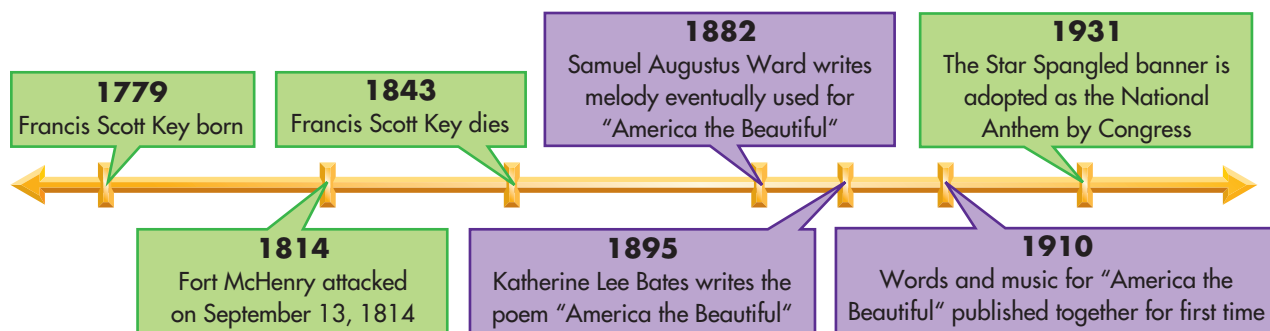 1779
Francis Scott Key born
1814
Fort McHenry attacked
on September 13, 1814
1843
Francis Scott Key dies
1882
Samuel Augustus Ward writes
melody eventually used for
“America the Beautiful“
1895
Katherine Lee Bates writes the
poem “America the Beautiful“
1910
Words and music for “America the
Beautiful“ published together for first time
1931
The Star Spangled banner is
adopted as the National
Anthem by Congress